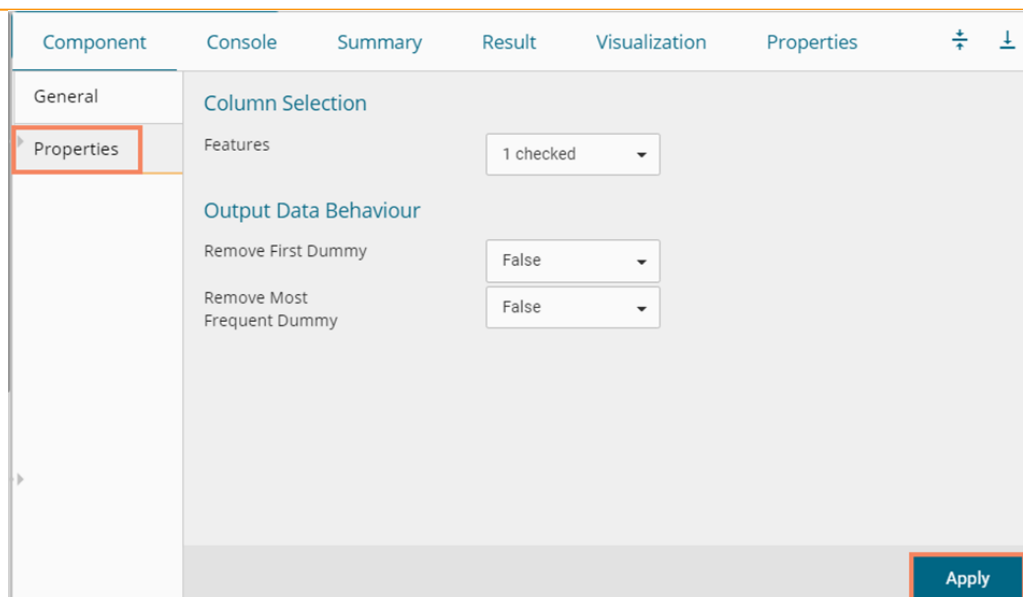 Component Console Summary Result Visualization Properties
General
Properties
Column Selection
Features 1 checked
Output Data Behaviour
Remove First Dummy False
Remove Most
Frequent Dummy False
Apply